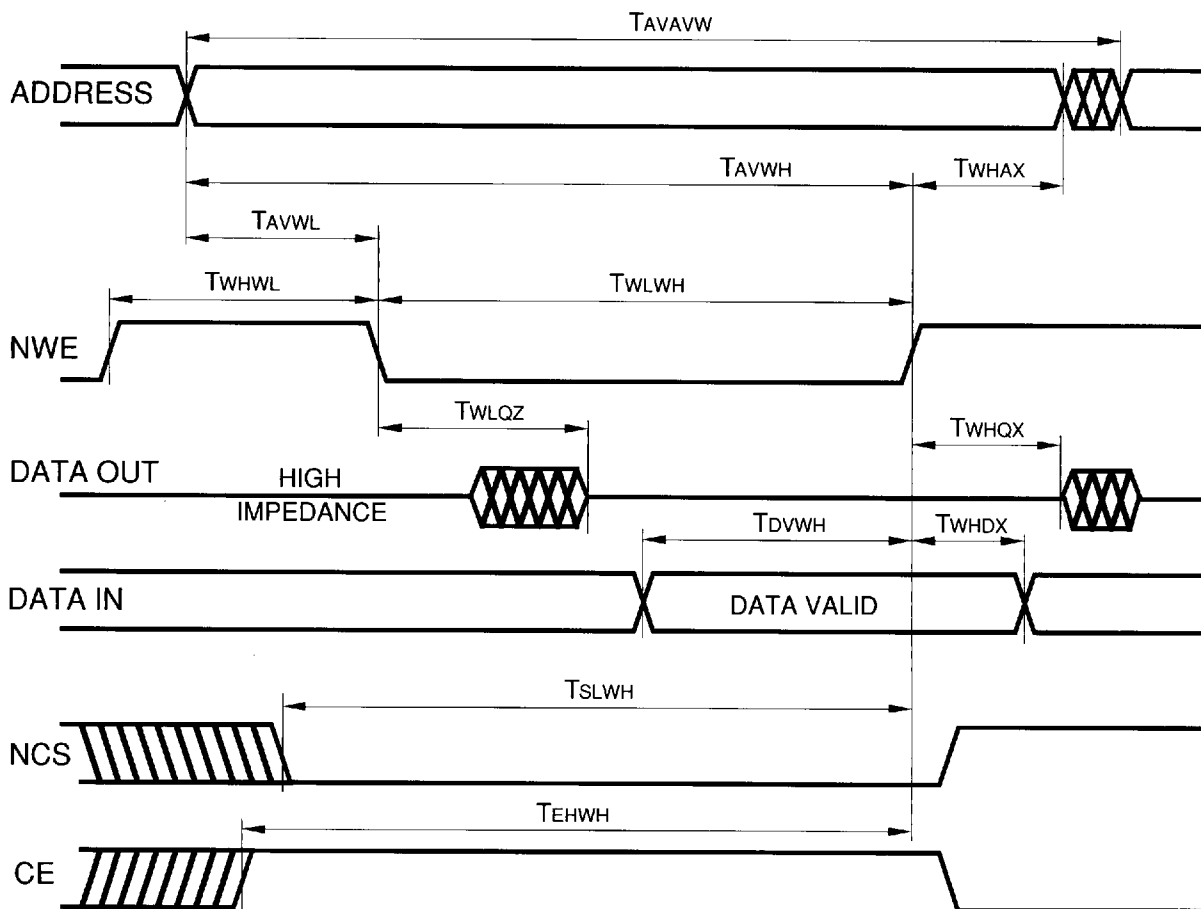 TAVAVW
ADDRESS
TAVWH
TWHAX
TAVWL
TWHWL
TWLWH
NWE
TWLQZ
TWHQX
DATA OUT
HIGH
IMPEDANCE
TDVWH
TWHDX
DATA IN
DATA VALID
TSLWH
NCS
TEHWH
CE